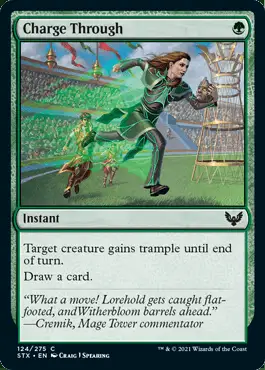 Charge Through
Instant
Target creature gains trample until end
of turn.
Draw a card.
“What a move! Lorehold gets caught flat-
footed, andWitherbloom barrels ahead.”
—Cremik, Mage Tower commentator
124/275 C
STX • EN CRAIG J SPEARING
™ & © 2021 Wizards of the Coast